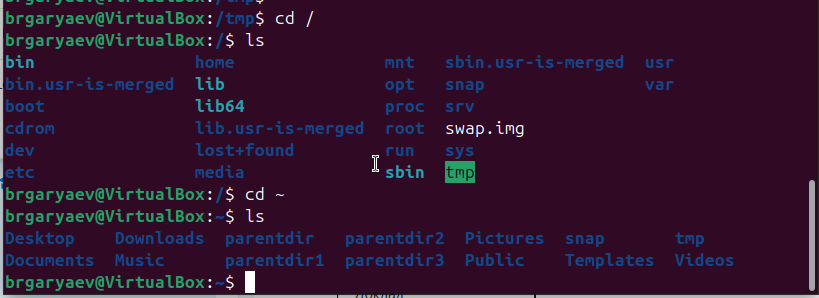 brgaryaev@VirtualBox:/tmp$
brgaryaev@VirtualBox:/tmp$ cd /
brgaryaev@VirtualBox:/$ ls
bin home mnt sbin.usr-is-merged usr
bin.usr-is-merged lib opt snap var
boot lib64 proc srv
cdrom lib.usr-is-merged root swap.img
dev lost+found run sys
etc media sbin tmp
brgaryaev@VirtualBox:/$ cd ~
brgaryaev@VirtualBox:~$ ls
Desktop Downloads parentdir parentdir2 Pictures snap tmp
Documents Music parentdir1 parentdir3 Public Templates Videos
brgaryaev@VirtualBox:~$